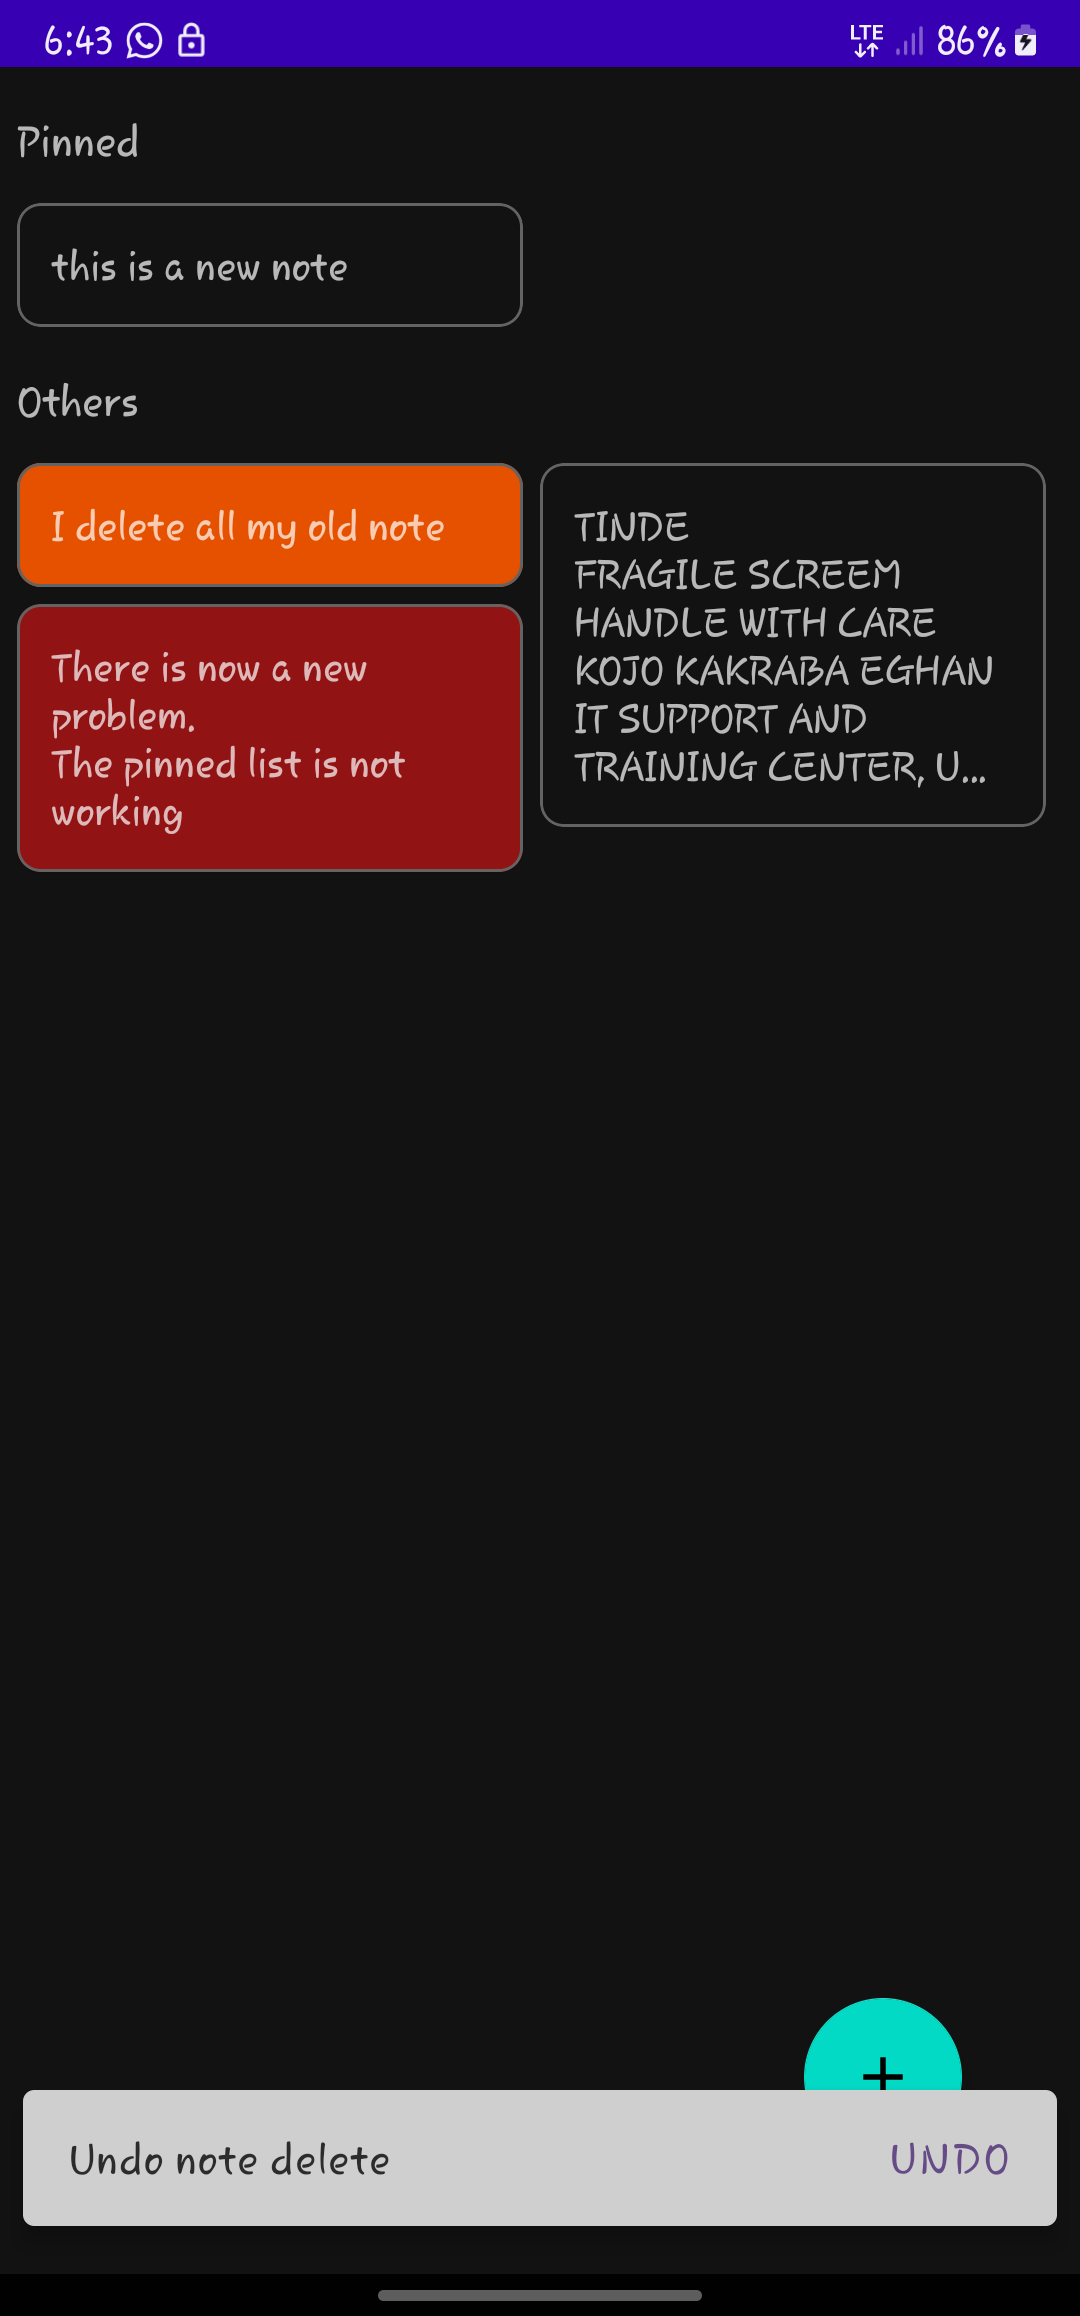 6:43 LTE 86%
Pinned
this is a new note
Others
I delete all my old note
There is now a new
problem.
The pinned list is not
working
TINDE
FRAGILE SCREEM
HANDLE WITH CARE
KOJO KAKRABA EGHAN
IT SUPPORT AND
TRAINING CENTER, U...
Undo note delete UNDO